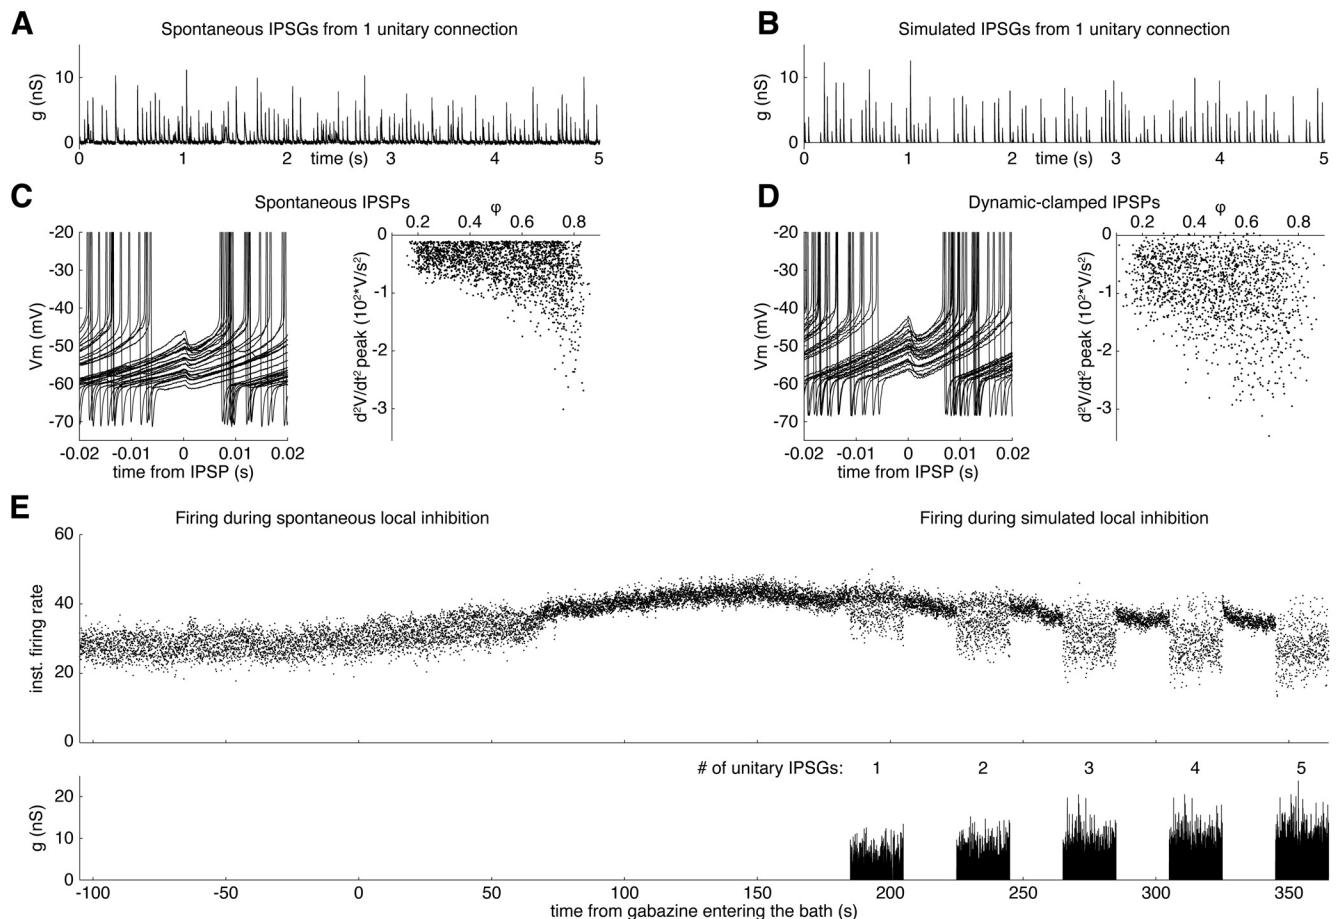 A
Spontaneous IPSGs from 1 unitary connection
g (nS)
10
0
0 1 2 3 4 5
time (s)
B
Simulated IPSGs from 1 unitary connection
g (nS)
10
0
0 1 2 3 4 5
time (s)
C
Spontaneous IPSPs
Vm (mV)
-20
-30
-40
-50
-60
-70
-0.02 -0.01 0 0.01 0.02
time from IPSP (s)
φ
0.2 0.4 0.6 0.8
d²V/dt² peak (10²*V/s²)
0
-1
-2
-3
D
Dynamic-clamped IPSPs
Vm (mV)
-20
-30
-40
-50
-60
-70
-0.02 -0.01 0 0.01 0.02
time from IPSP (s)
φ
0.2 0.4 0.6 0.8
d²V/dt² peak (10²*V/s²)
0
-1
-2
-3
E
Firing during spontaneous local inhibition
Firing during simulated local inhibition
inst. firing rate
60
40
20
0
# of unitary IPSGs: 1 2 3 4 5
g (nS)
20
10
0
-100 -50 0 50 100 150 200 250 300 350
time from gabazine entering the bath (s)